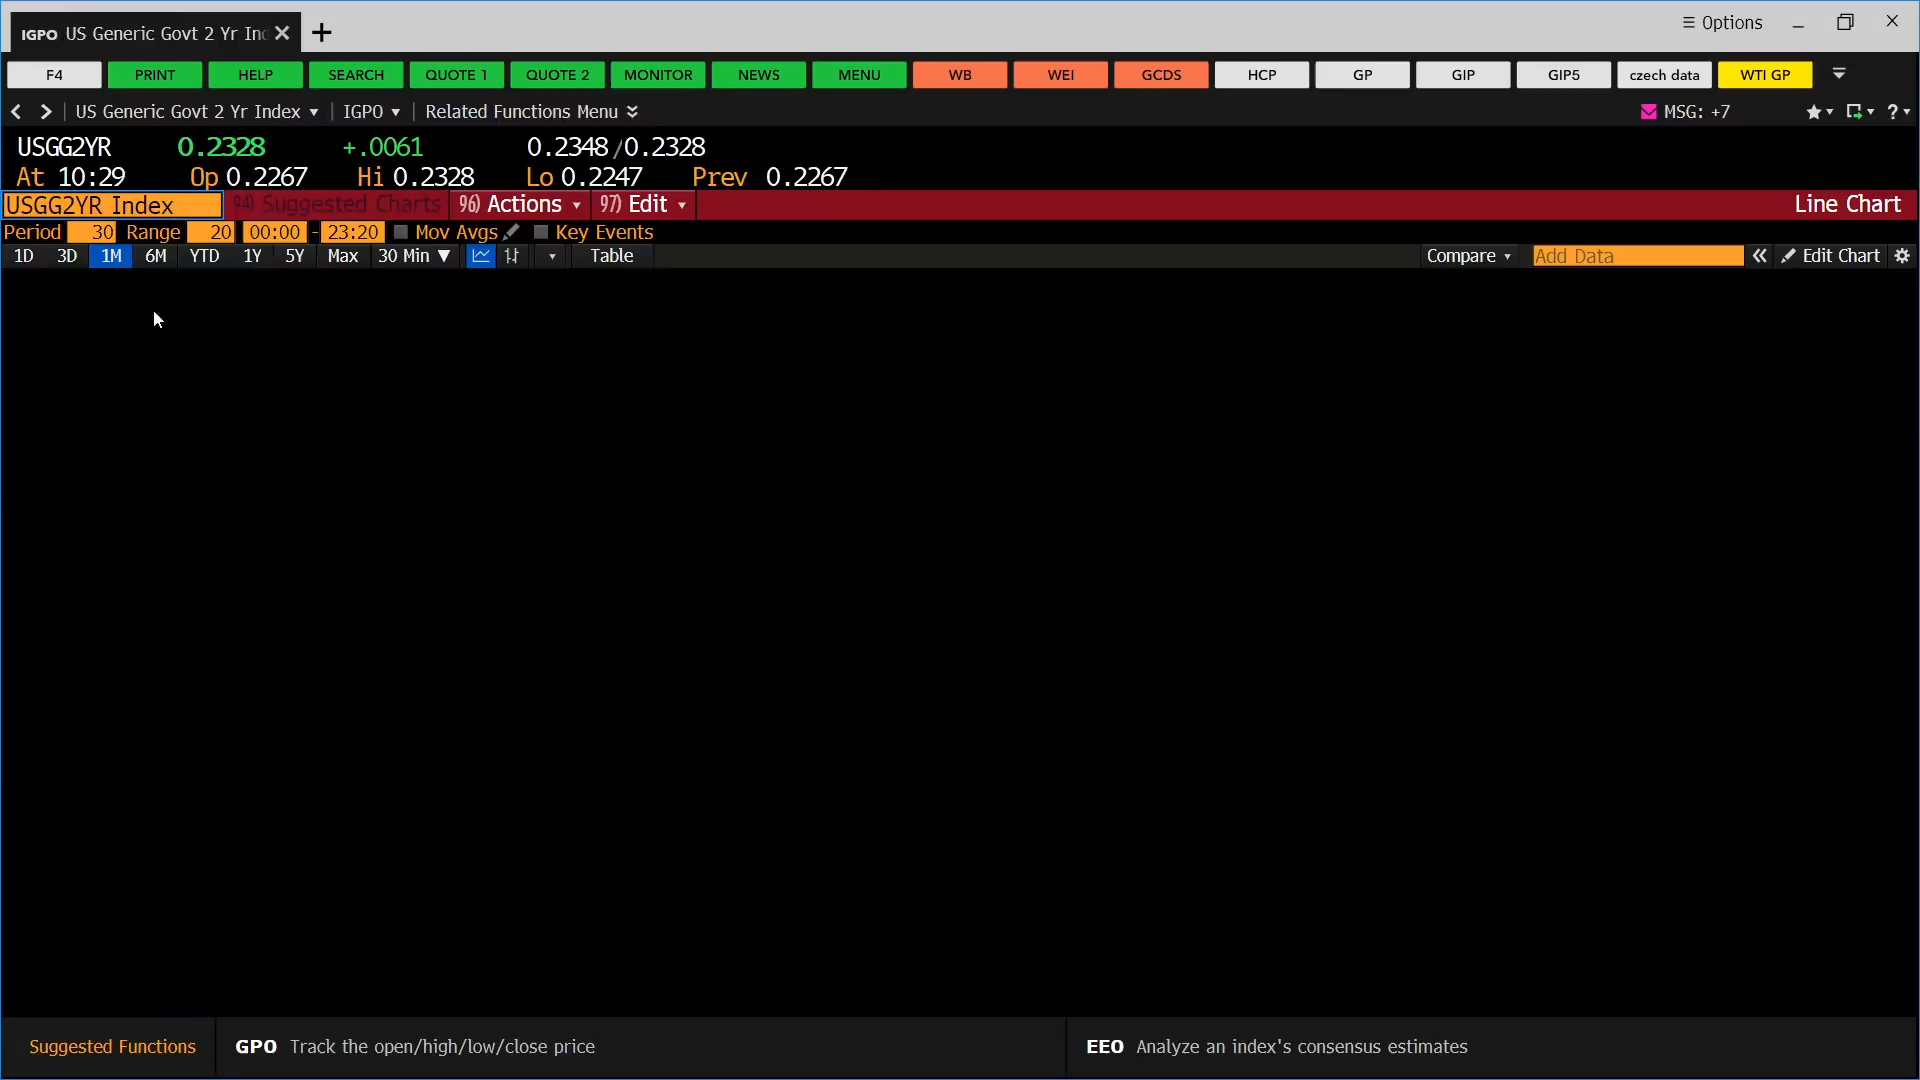 IGPO US Generic Govt 2 Yr In
Options
F4 PRINT HELP SEARCH QUOTE 1 QUOTE 2 MONITOR NEWS MENU WB WEI GCDS HCP GP GIP GIP5 czech data WTI GP
US Generic Govt 2 Yr Index IGPO Related Functions Menu MSG: +7
USGG2YR 0.2328 +.0061 0.2348/0.2328
At 10:29 Op 0.2267 Hi 0.2328 Lo 0.2247 Prev 0.2267
USGG2YR Index 94) Suggested Charts 96) Actions 97) Edit Line Chart
Period 30 Range 20 00:00 - 23:20 Mov Avgs Key Events
1D 3D 1M 6M YTD 1Y 5Y Max 30 Min Table Compare Add Data Edit Chart
Suggested Functions GPO Track the open/high/low/close price EEO Analyze an index's consensus estimates